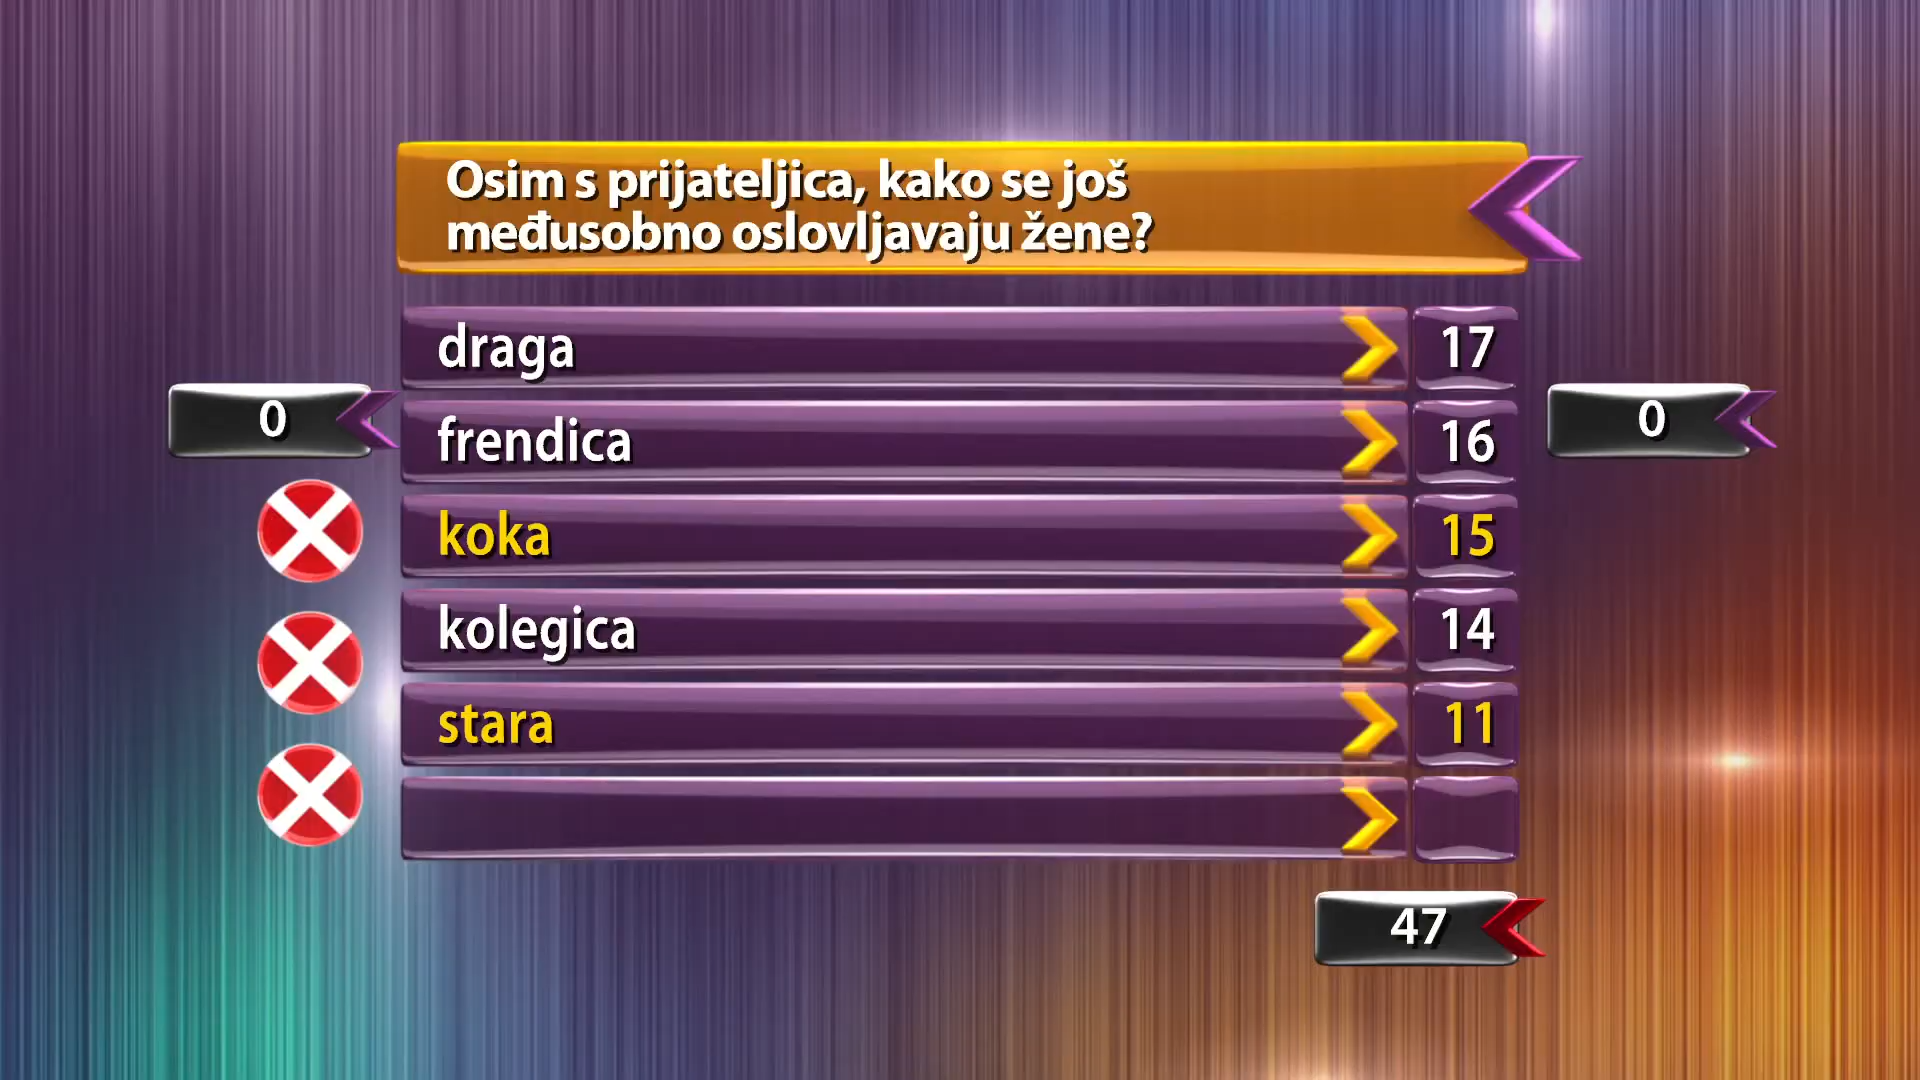 Osim s prijateljica, kako se još
međusobno oslovljavaju žene?
draga 17
0
frendica 16
0
koka 15
kolegica 14
stara 11
47